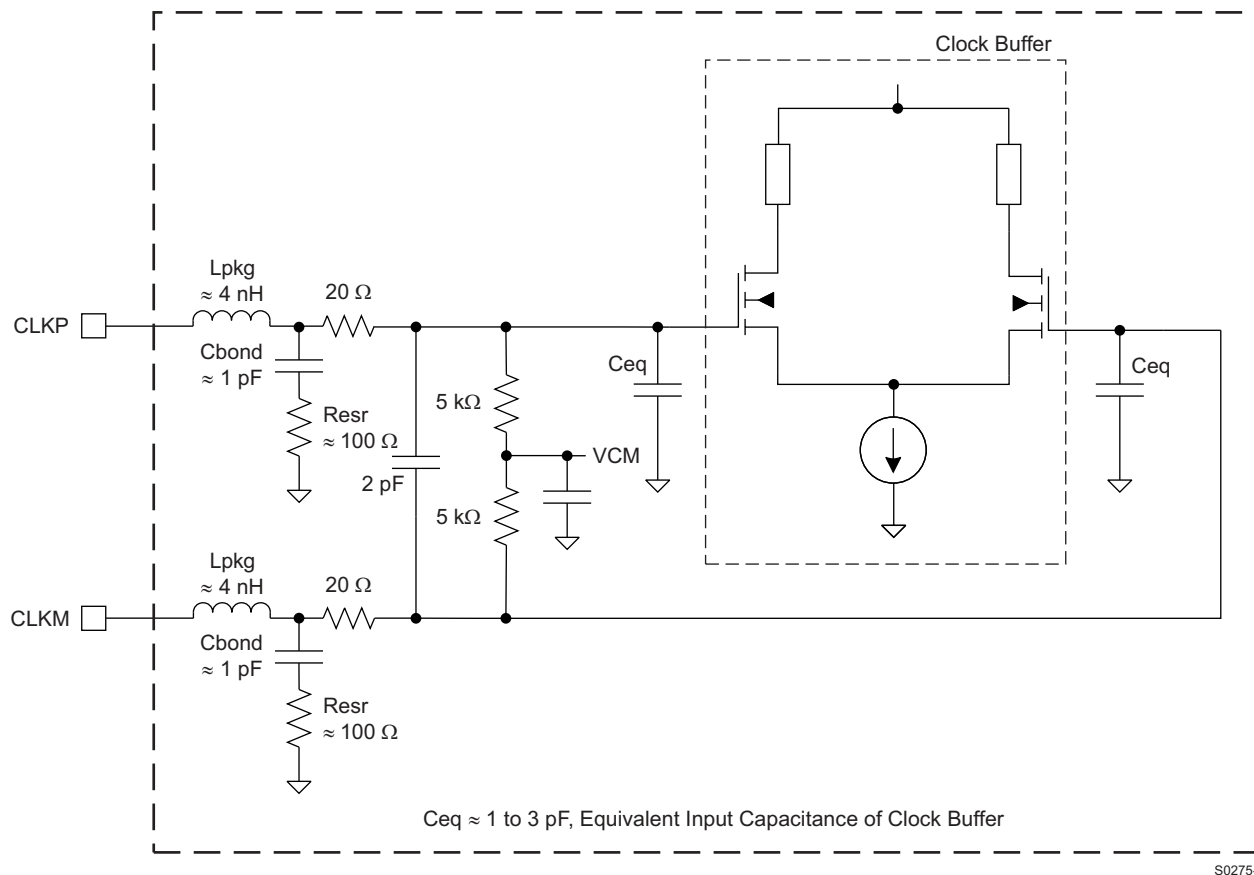 Clock Buffer
Lpkg
≈ 4 nH
20 Ω
CLKP
Cbond
≈ 1 pF
Ceq
Ceq
5 kΩ
Resr
≈ 100 Ω
VCM
2 pF
5 kΩ
Lpkg
≈ 4 nH
20 Ω
CLKM
Cbond
≈ 1 pF
Resr
≈ 100 Ω
Ceq ≈ 1 to 3 pF, Equivalent Input Capacitance of Clock Buffer
S0275